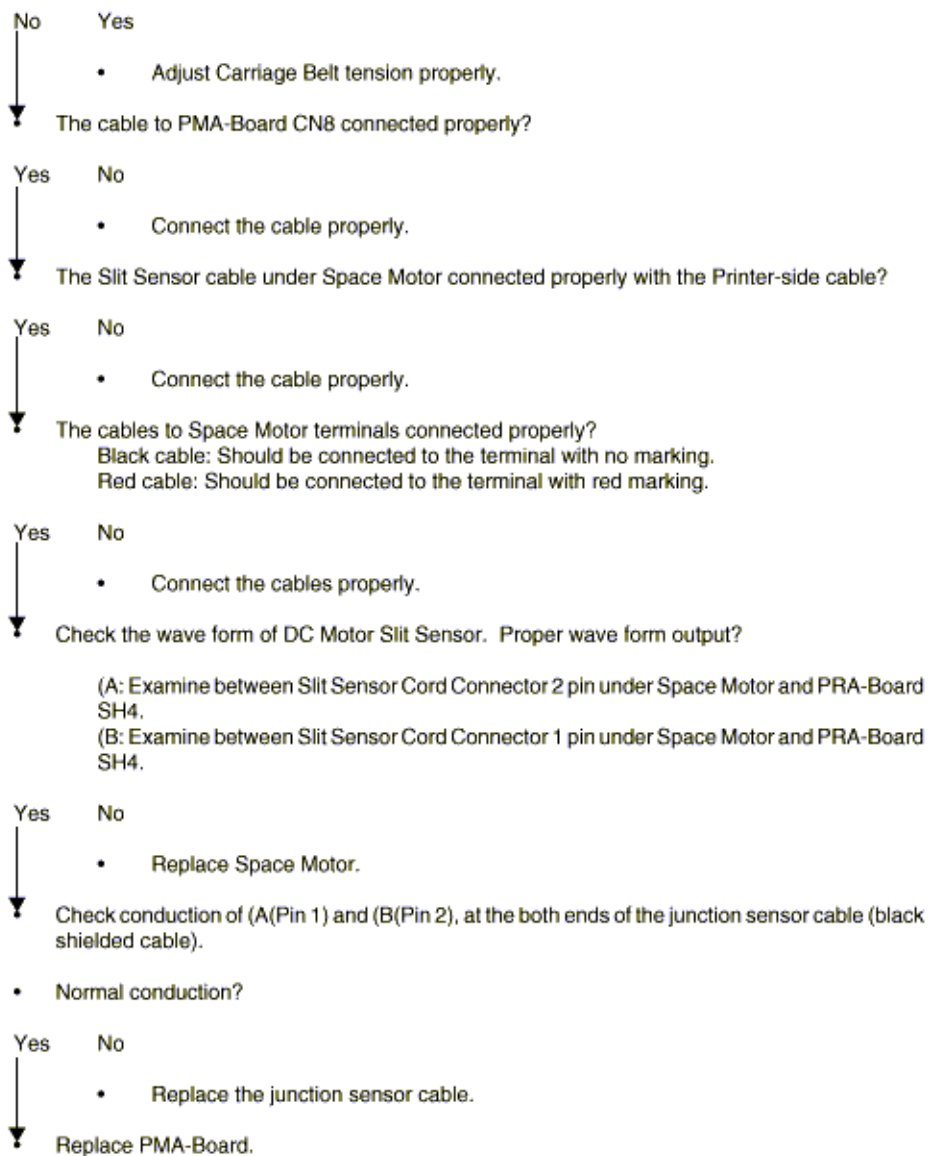 No Yes
• Adjust Carriage Belt tension properly.
• The cable to PMA-Board CN8 connected properly?
Yes No
• Connect the cable properly.
• The Slit Sensor cable under Space Motor connected properly with the Printer-side cable?
Yes No
• Connect the cable properly.
• The cables to Space Motor terminals connected properly?
Black cable: Should be connected to the terminal with no marking.
Red cable: Should be connected to the terminal with red marking.
Yes No
• Connect the cables properly.
• Check the wave form of DC Motor Slit Sensor. Proper wave form output?
(A: Examine between Slit Sensor Cord Connector 2 pin under Space Motor and PRA-Board
SH4.
(B: Examine between Slit Sensor Cord Connector 1 pin under Space Motor and PRA-Board
SH4.
Yes No
• Replace Space Motor.
• Check conduction of (A(Pin 1) and (B(Pin 2), at the both ends of the junction sensor cable (black
shielded cable).
• Normal conduction?
Yes No
• Replace the junction sensor cable.
• Replace PMA-Board.